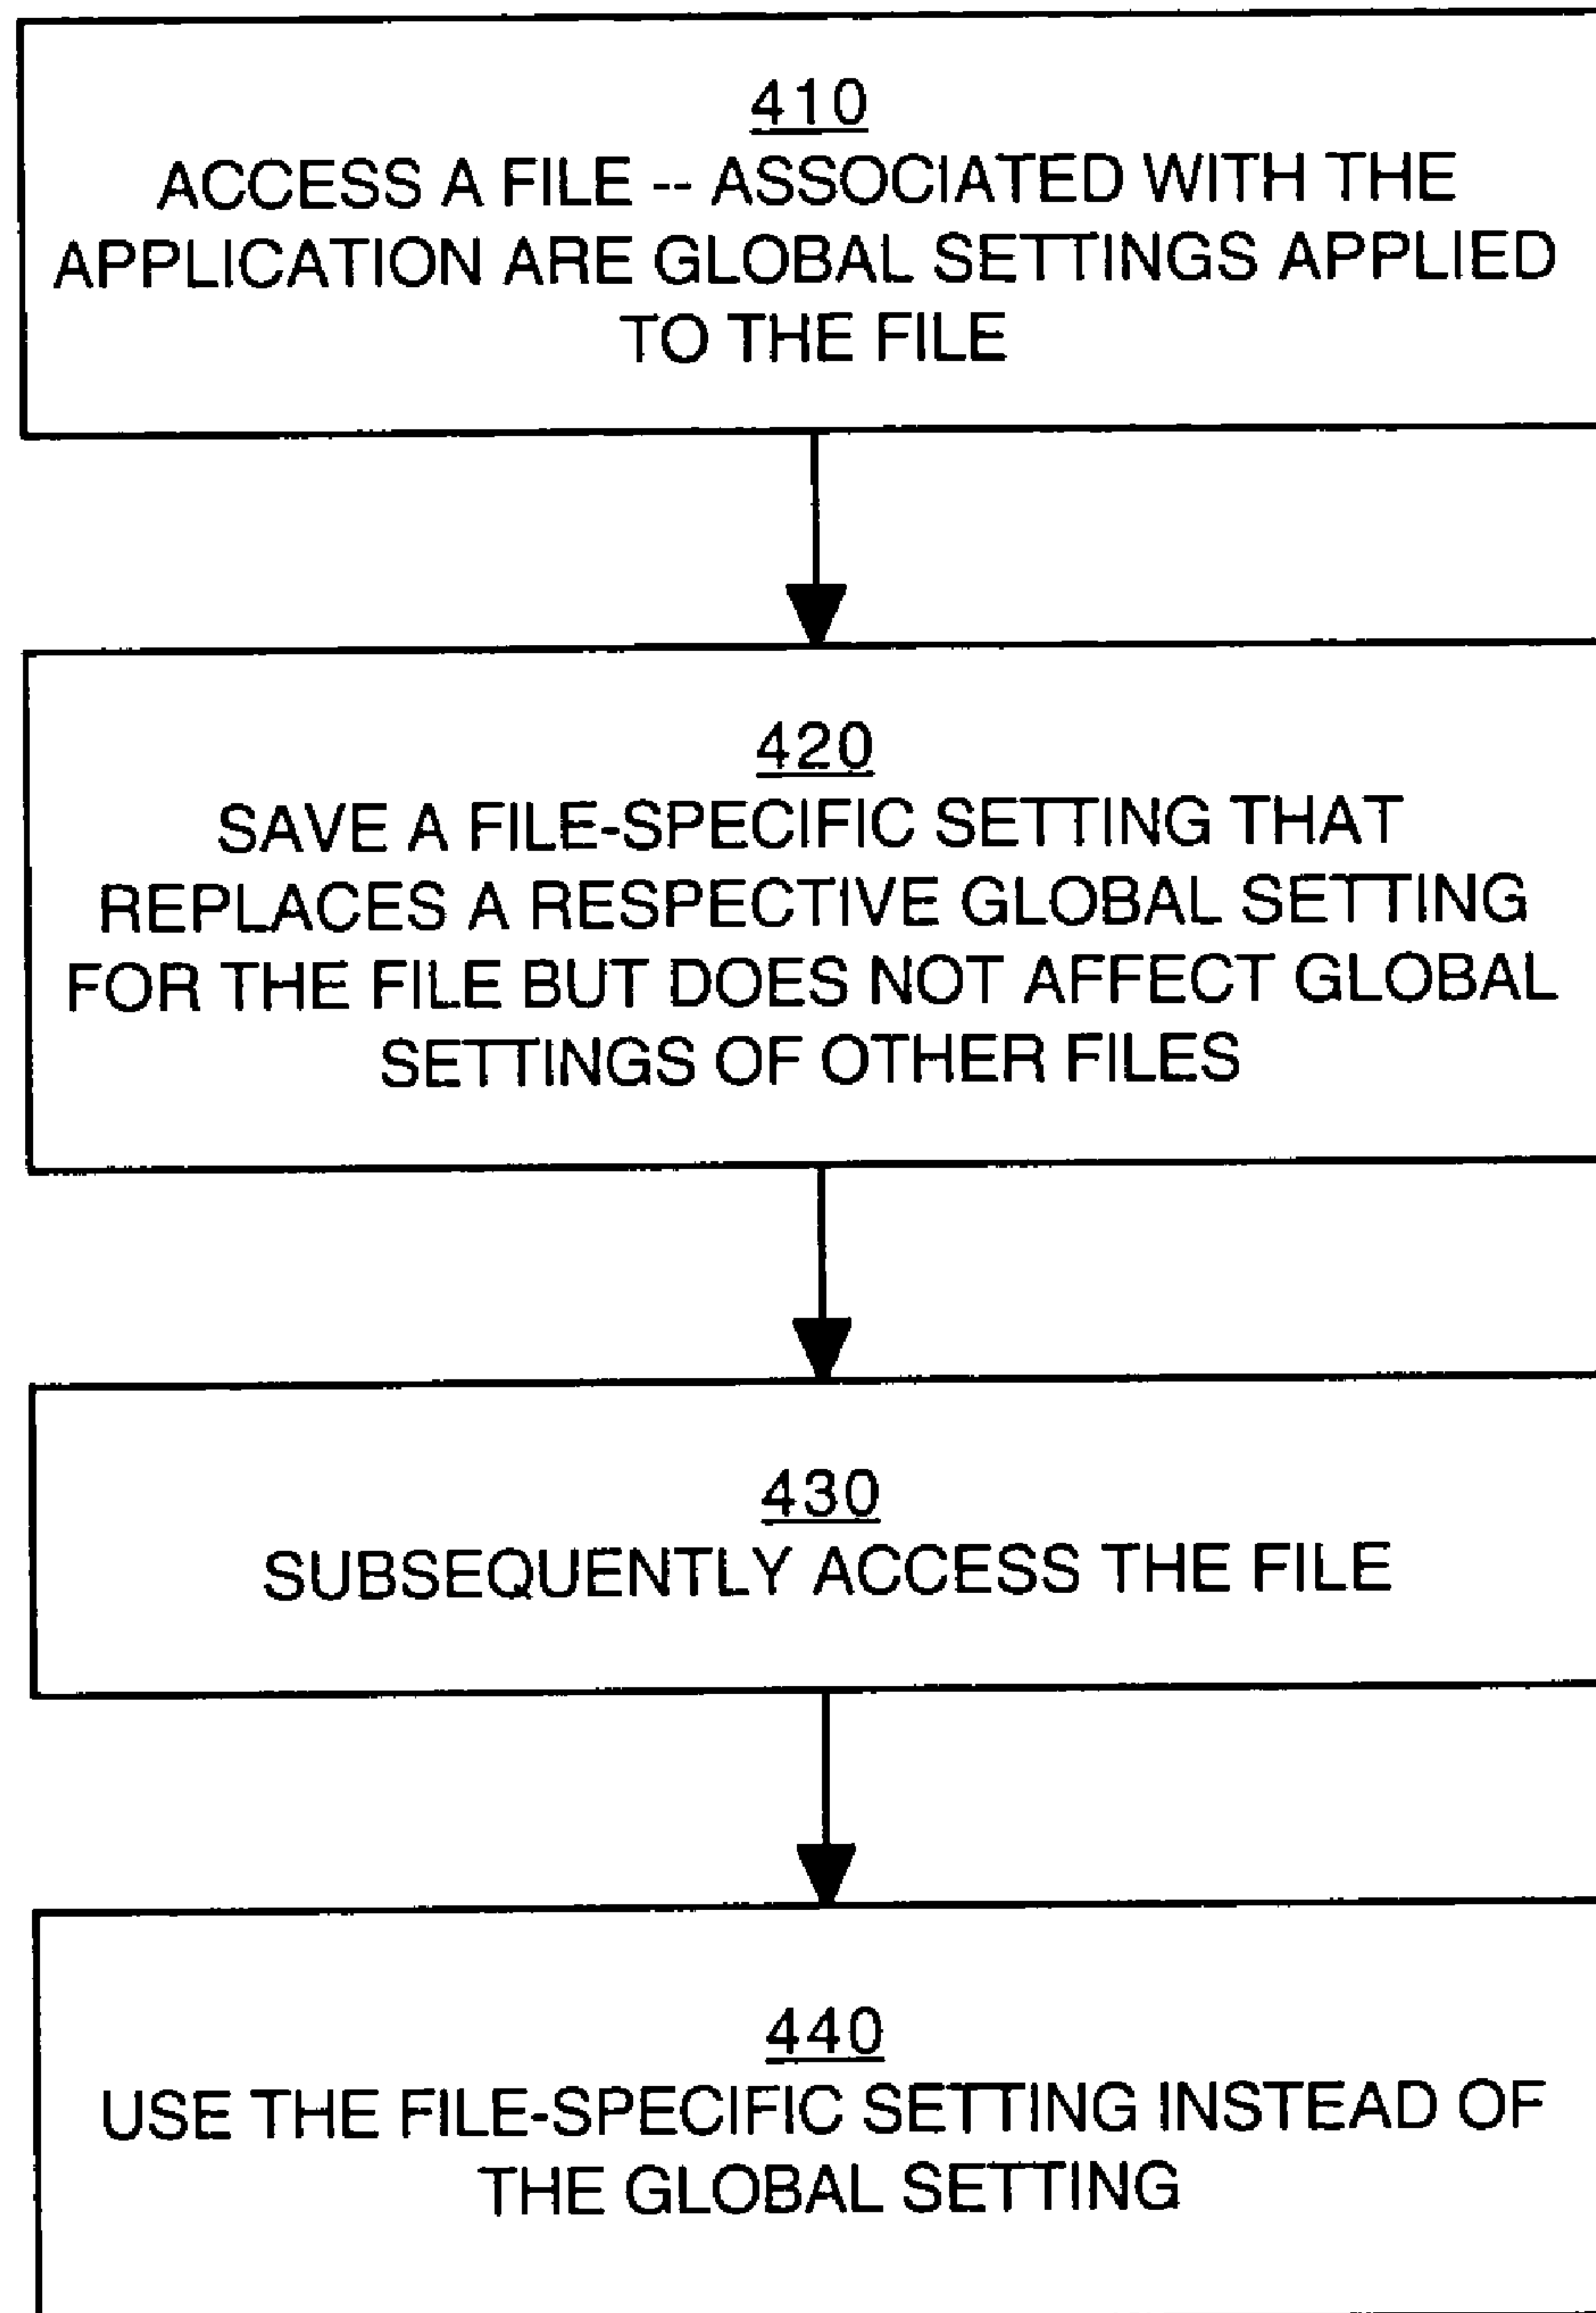 410
ACCESS A FILE -- ASSOCIATED WITH THE
APPLICATION ARE GLOBAL SETTINGS APPLIED
TO THE FILE
420
SAVE A FILE-SPECIFIC SETTING THAT
REPLACES A RESPECTIVE GLOBAL SETTING
FOR THE FILE BUT DOES NOT AFFECT GLOBAL
SETTINGS OF OTHER FILES
430
SUBSEQUENTLY ACCESS THE FILE
440
USE THE FILE-SPECIFIC SETTING INSTEAD OF
THE GLOBAL SETTING